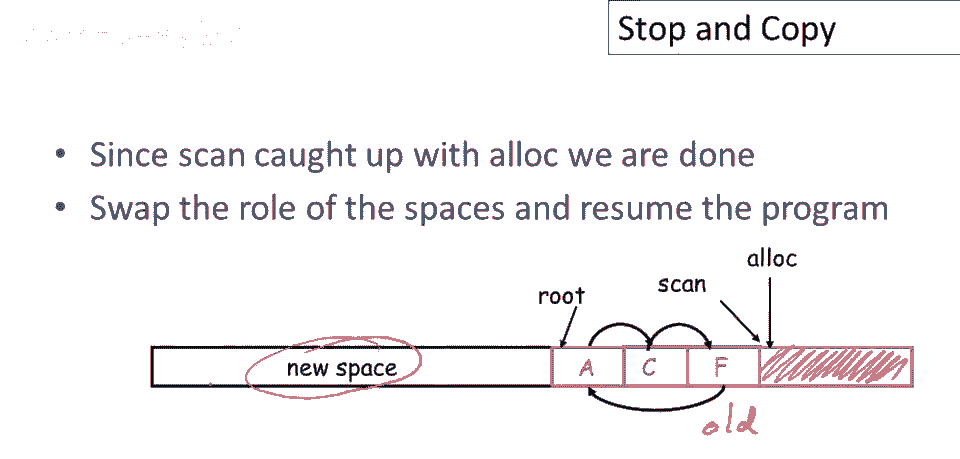 Stop and Copy
• Since scan caught up with alloc we are done
• Swap the role of the spaces and resume the program
alloc
scan
root
new space
A
C
F
old